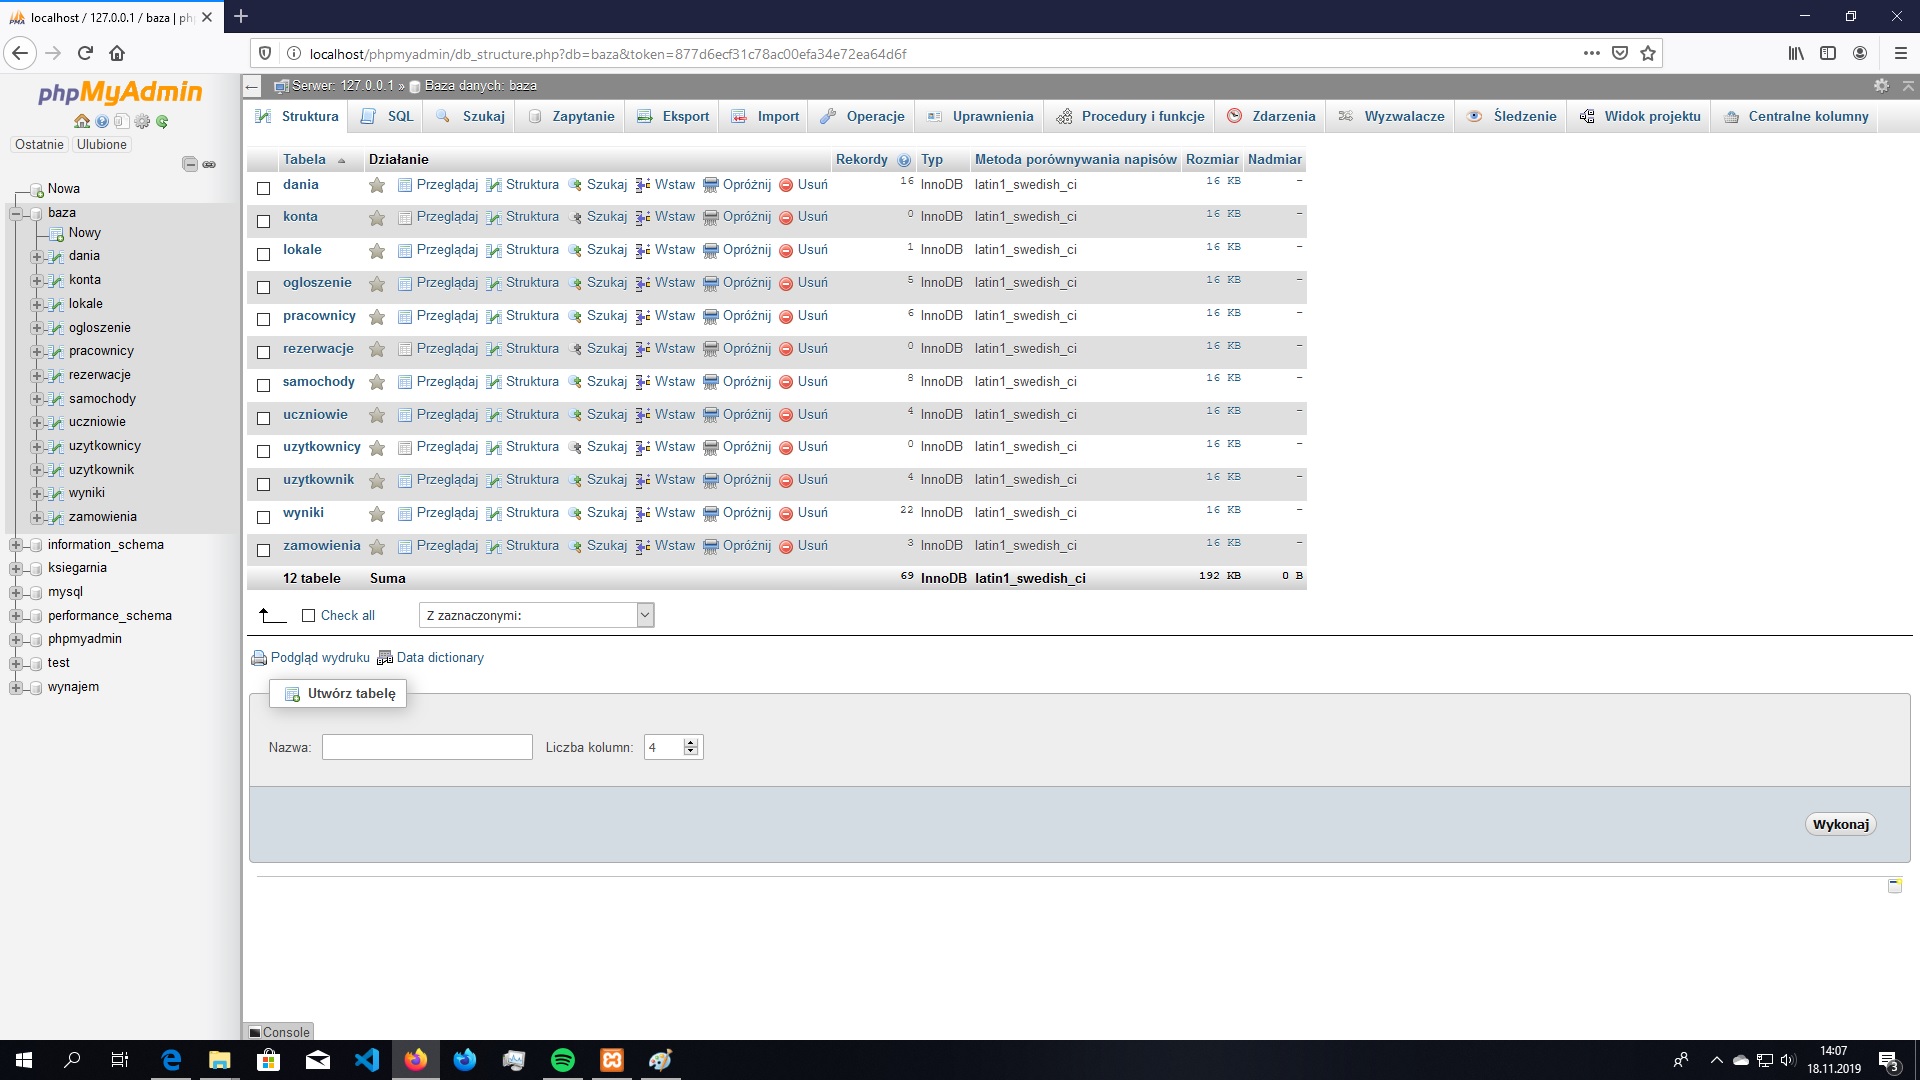 localhost / 127.0.0.1 / baza | ph
localhost/phpmyadmin/db_structure.php?db=baza&token=877d6ecf31c78ac00efa34e72ea64d6f
phpMyAdmin
Ostatnie Ulubione
Nowa
baza
Nowy
dania
konta
lokale
ogloszenie
pracownicy
rezerwacje
samochody
uczniowie
uzytkownicy
uzytkownik
wyniki
zamowienia
information_schema
ksiegarnia
mysql
performance_schema
phpmyadmin
test
wynajem
Serwer: 127.0.0.1 » Baza danych: baza
Struktura SQL Szukaj Zapytanie Eksport Import Operacje Uprawnienia Procedury i funkcje Zdarzenia Wyzwalacze Śledzenie Widok projektu Centralne kolumny
Tabela Działanie Rekordy Typ Metoda porównywania napisów Rozmiar Nadmiar
dania Przeglądaj Struktura Szukaj Wstaw Opróżnij Usuń 16 InnoDB latin1_swedish_ci 16 KB -
konta Przeglądaj Struktura Szukaj Wstaw Opróżnij Usuń 0 InnoDB latin1_swedish_ci 16 KB -
lokale Przeglądaj Struktura Szukaj Wstaw Opróżnij Usuń 1 InnoDB latin1_swedish_ci 16 KB -
ogloszenie Przeglądaj Struktura Szukaj Wstaw Opróżnij Usuń 5 InnoDB latin1_swedish_ci 16 KB -
pracownicy Przeglądaj Struktura Szukaj Wstaw Opróżnij Usuń 6 InnoDB latin1_swedish_ci 16 KB -
rezerwacje Przeglądaj Struktura Szukaj Wstaw Opróżnij Usuń 0 InnoDB latin1_swedish_ci 16 KB -
samochody Przeglądaj Struktura Szukaj Wstaw Opróżnij Usuń 8 InnoDB latin1_swedish_ci 16 KB -
uczniowie Przeglądaj Struktura Szukaj Wstaw Opróżnij Usuń 4 InnoDB latin1_swedish_ci 16 KB -
uzytkownicy Przeglądaj Struktura Szukaj Wstaw Opróżnij Usuń 0 InnoDB latin1_swedish_ci 16 KB -
uzytkownik Przeglądaj Struktura Szukaj Wstaw Opróżnij Usuń 4 InnoDB latin1_swedish_ci 16 KB -
wyniki Przeglądaj Struktura Szukaj Wstaw Opróżnij Usuń 22 InnoDB latin1_swedish_ci 16 KB -
zamowienia Przeglądaj Struktura Szukaj Wstaw Opróżnij Usuń 3 InnoDB latin1_swedish_ci 16 KB -
12 tabele Suma 69 InnoDB latin1_swedish_ci 192 KB 0 B
Check all Z zaznaczonymi:
Podgląd wydruku Data dictionary
Utwórz tabelę
Nazwa: Liczba kolumn: 4
Wykonaj
Console
14:07
18.11.2019
3